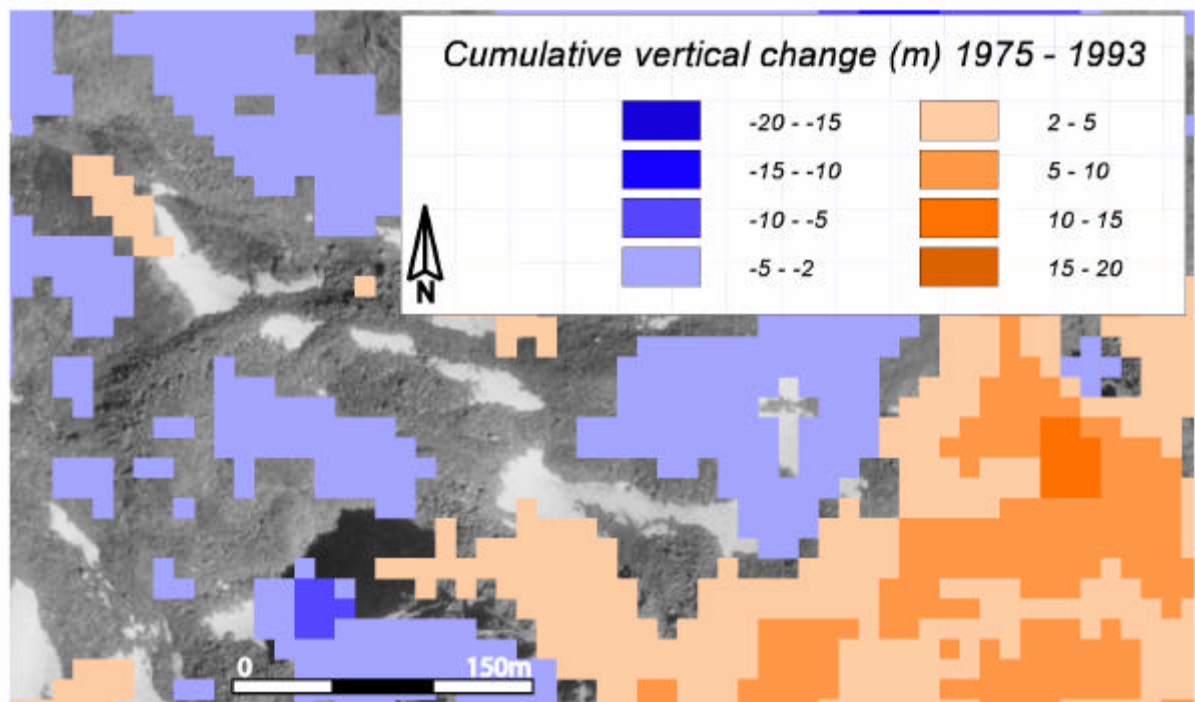 Cumulative vertical change (m) 1975 - 1993
-20 - -15 2 - 5
-15 - -10 5 - 10
-10 - -5 10 - 15
-5 - -2 15 - 20
N
0 150m